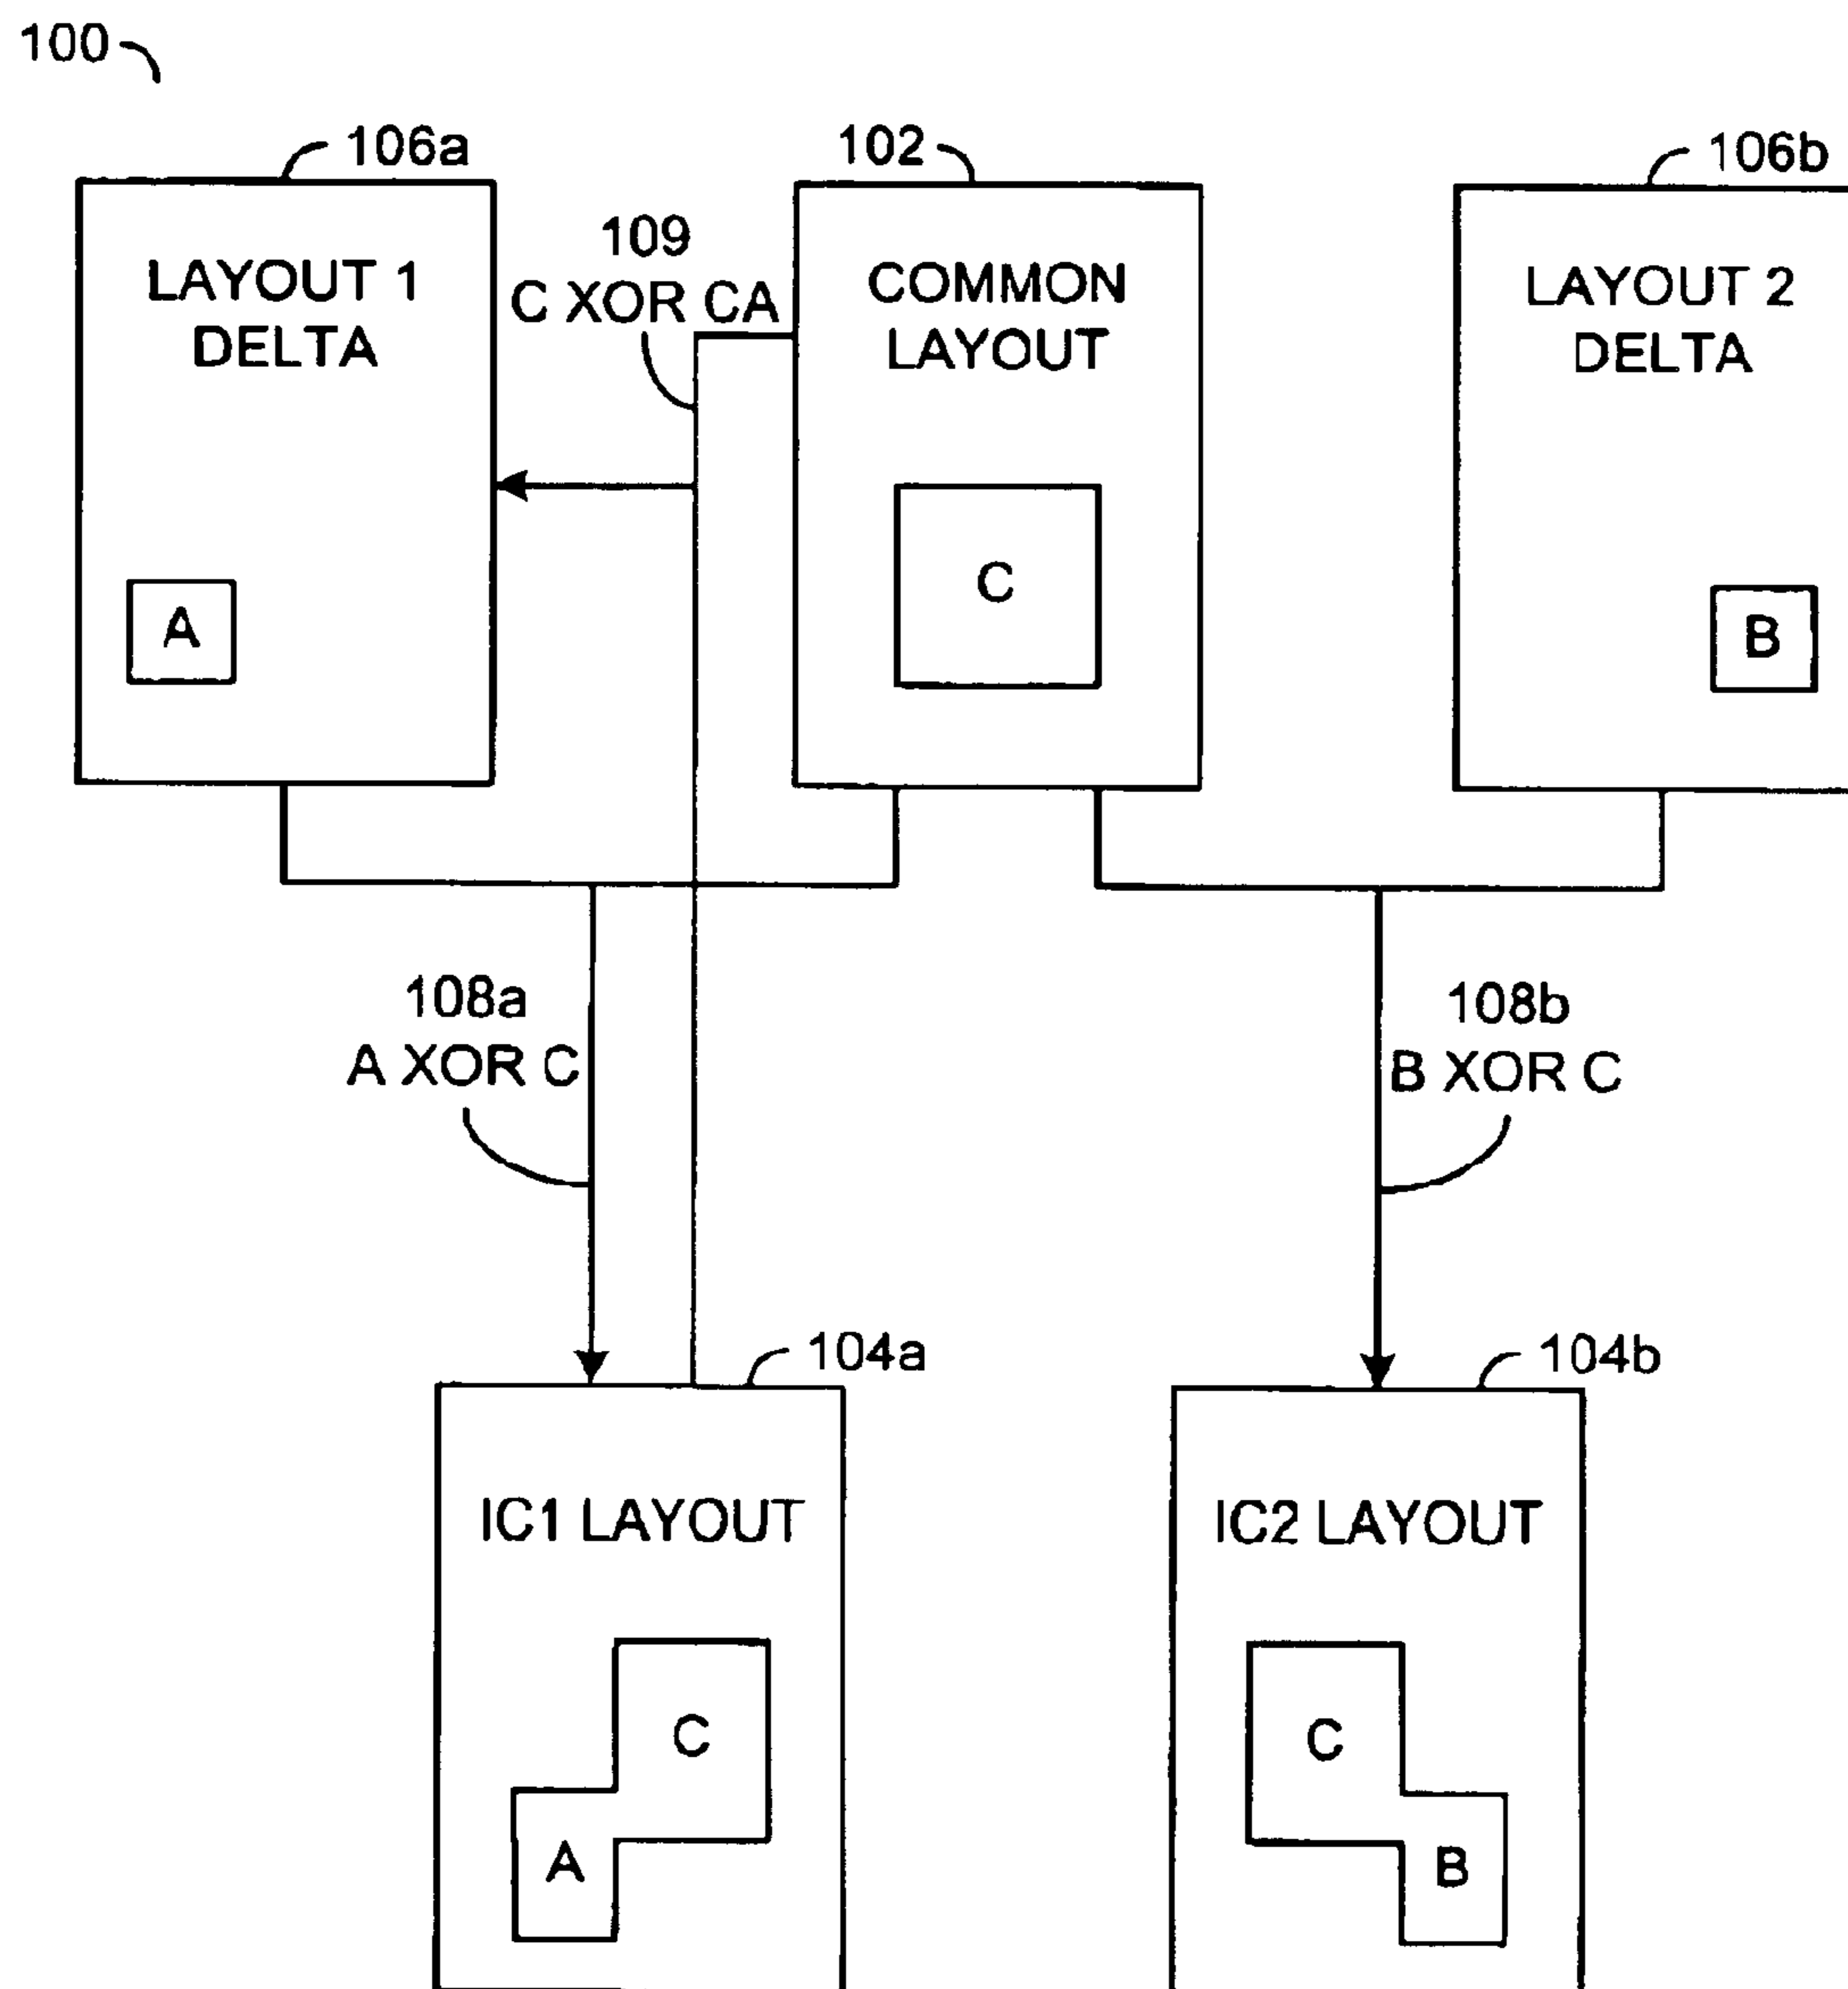 100
106a
102
106b
109
C XOR CA
LAYOUT 1
DELTA
COMMON
LAYOUT
LAYOUT 2
DELTA
A
C
B
108a
A XOR C
108b
B XOR C
104a
104b
IC1 LAYOUT
IC2 LAYOUT
C
A
C
B